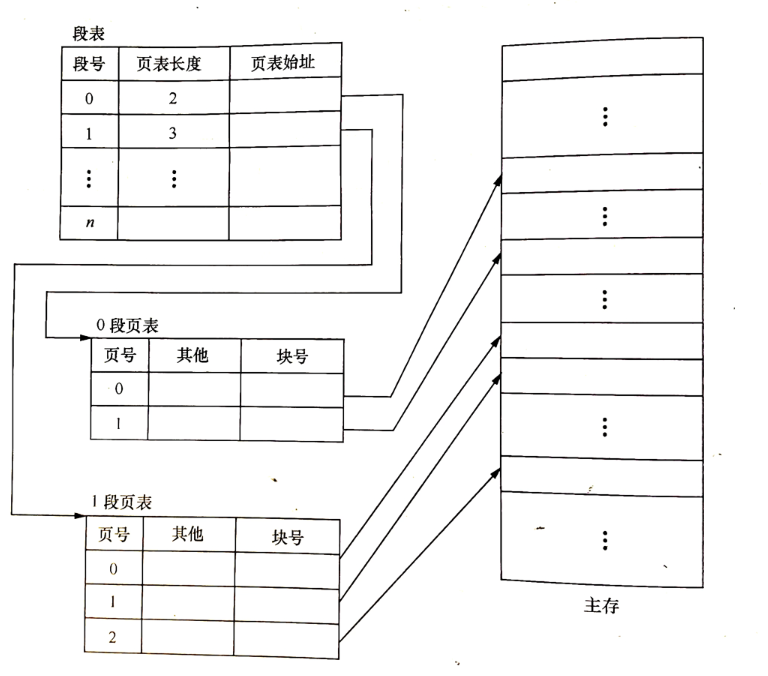 段表
段号 页表长度 页表始址
0 2
1 3
⋮ ⋮
n
0段页表
页号 其他 块号
0
1
1段页表
页号 其他 块号
0
1
2
⋮
⋮
⋮
⋮
⋮
主存